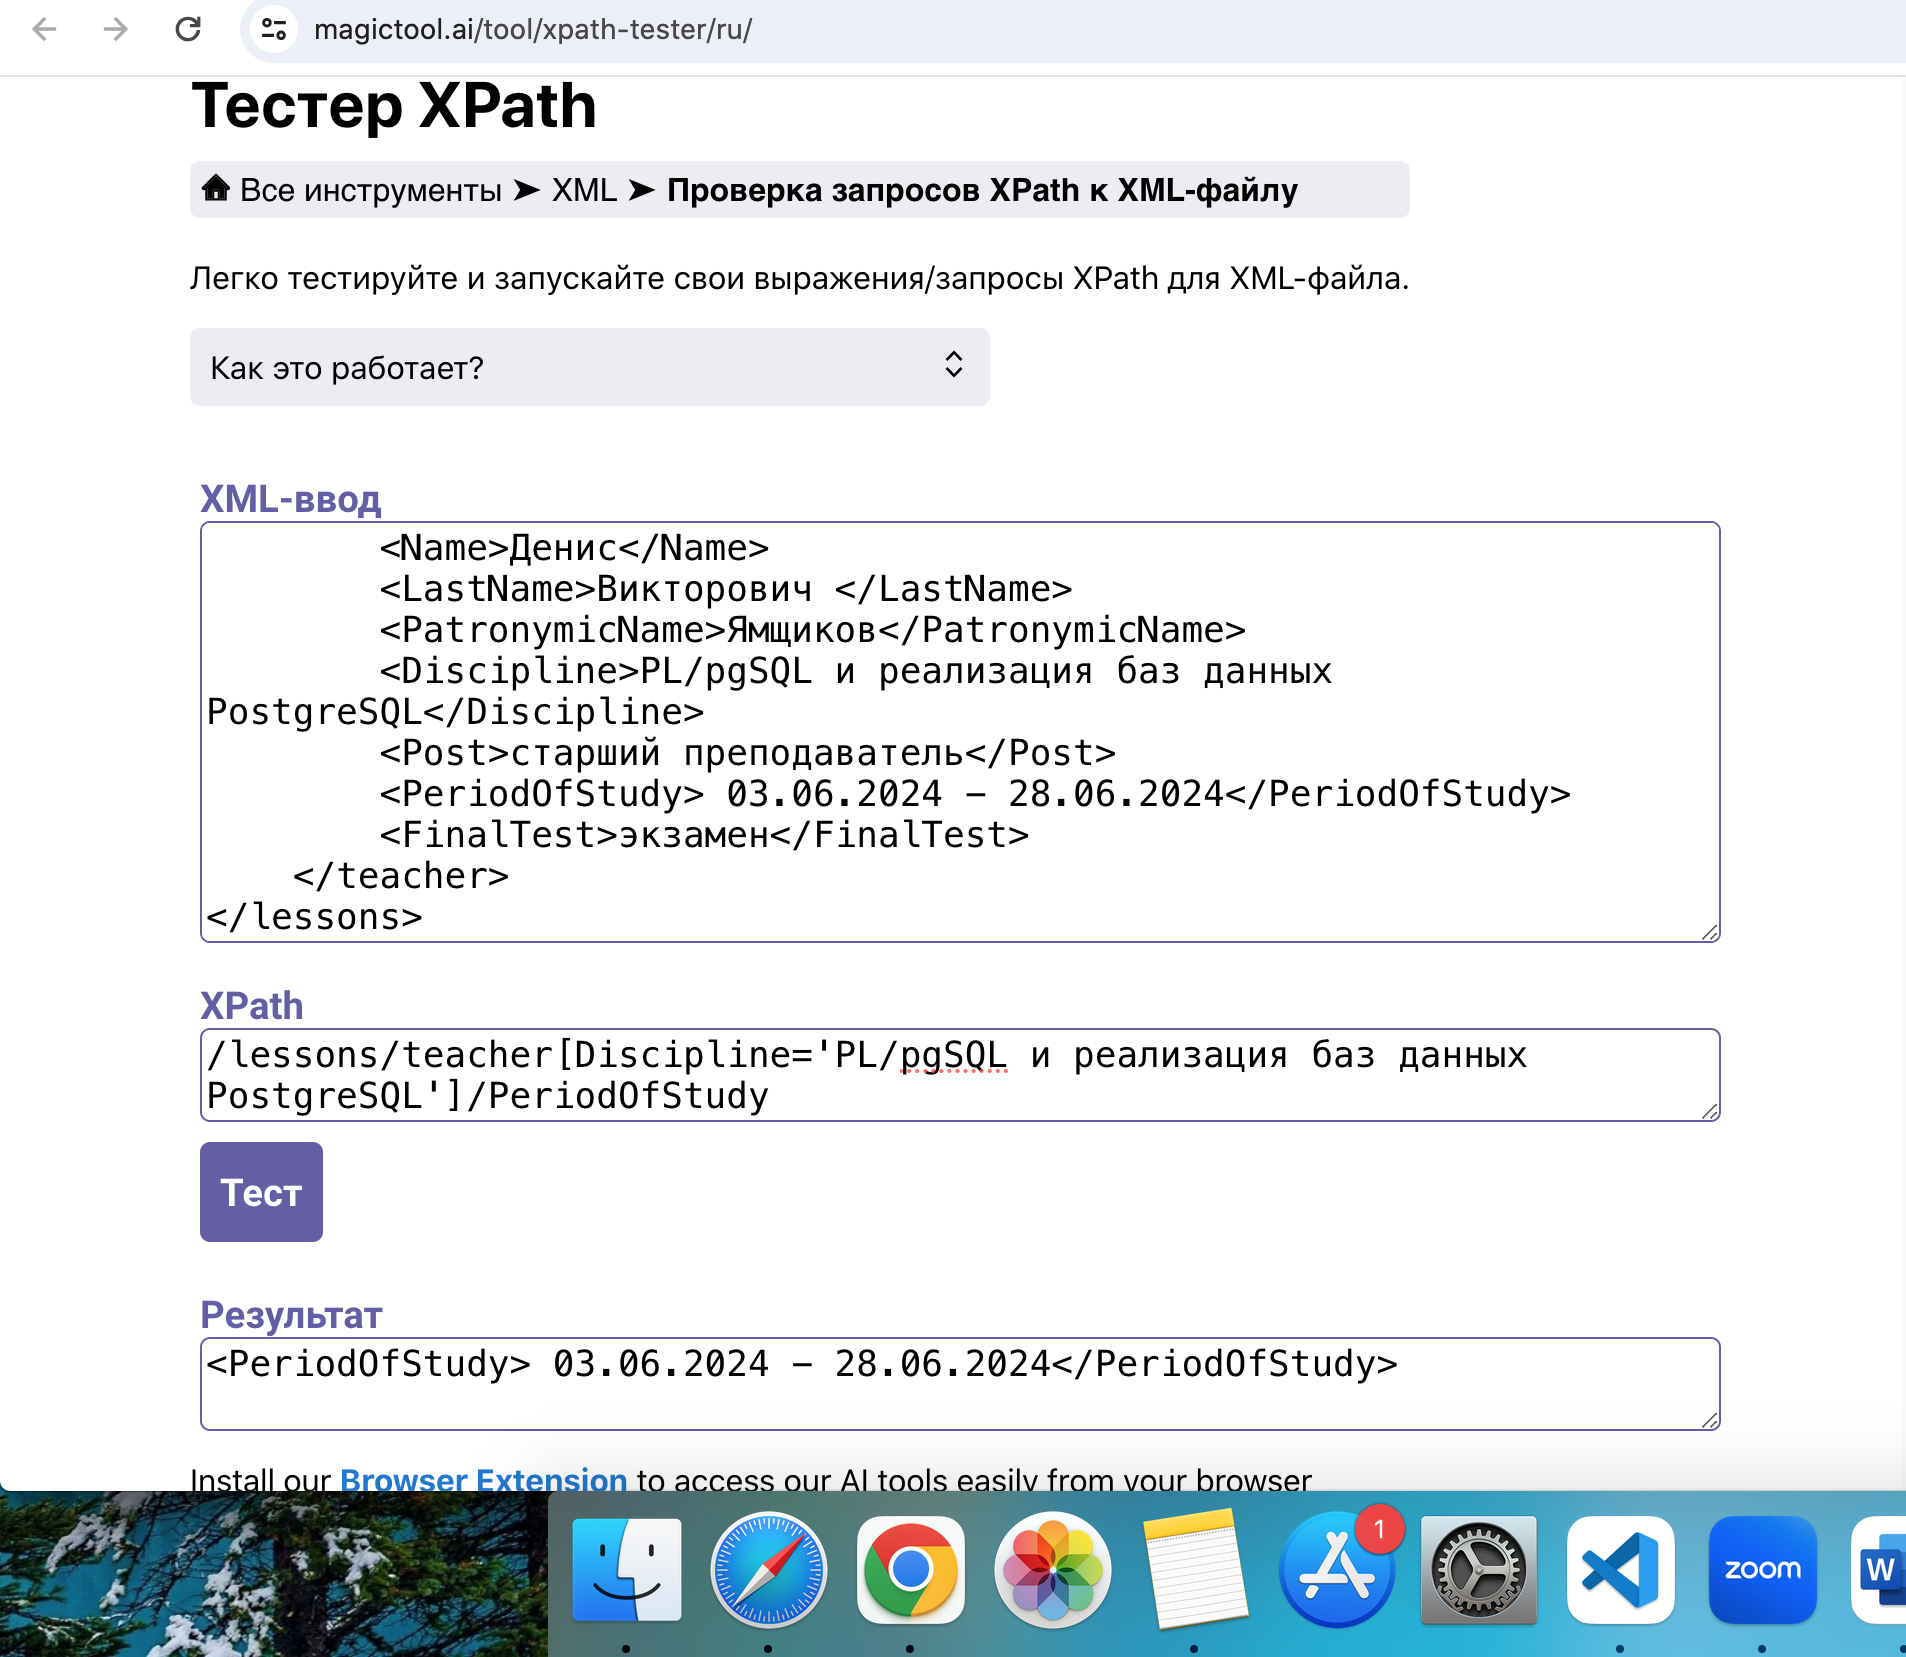 magictool.ai/tool/xpath-tester/ru/
Тестер XPath
Все инструменты ➤ XML ➤ Проверка запросов XPath к XML-файлу
Легко тестируйте и запускайте свои выражения/запросы XPath для XML-файла.
Как это работает?
XML-ввод
<Name>Денис</Name>
<LastName>Викторович </LastName>
<PatronymicName>Ямщиков</PatronymicName>
<Discipline>PL/pgSQL и реализация баз данных
PostgreSQL</Discipline>
<Post>старший преподаватель</Post>
<PeriodOfStudy> 03.06.2024 – 28.06.2024</PeriodOfStudy>
<FinalTest>экзамен</FinalTest>
</teacher>
</lessons>
XPath
/lessons/teacher[Discipline='PL/pgSQL и реализация баз данных
PostgreSQL']/PeriodOfStudy
Тест
Результат
<PeriodOfStudy> 03.06.2024 – 28.06.2024</PeriodOfStudy>
Install our Browser Extension to access our AI tools easily from your browser
1
zoom
W